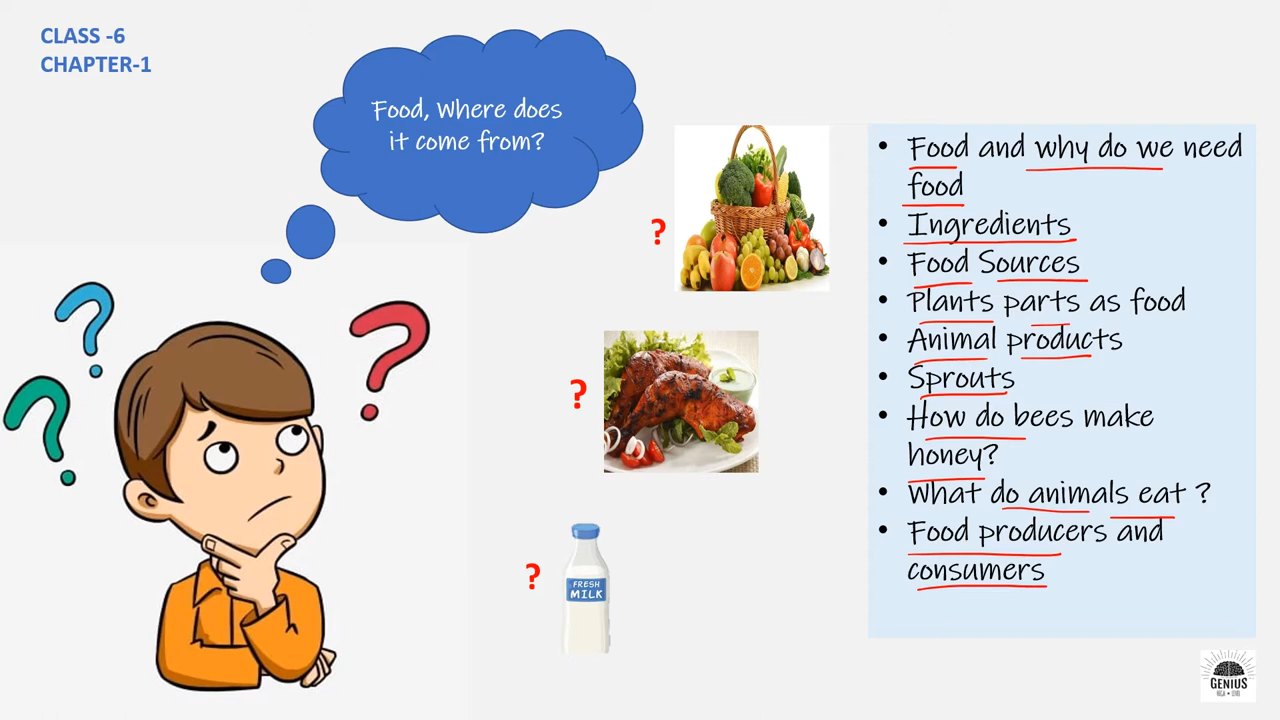 CLASS -6
CHAPTER-1
Food, Where does
it come from?
?
?
?
?
?
?
FRESH
MILK
• Food and why do we need
food
• Ingredients
• Food Sources
• Plants parts as food
• Animal products
• Sprouts
• How do bees make
honey?
• What do animals eat ?
• Food producers and
consumers
GENIUS